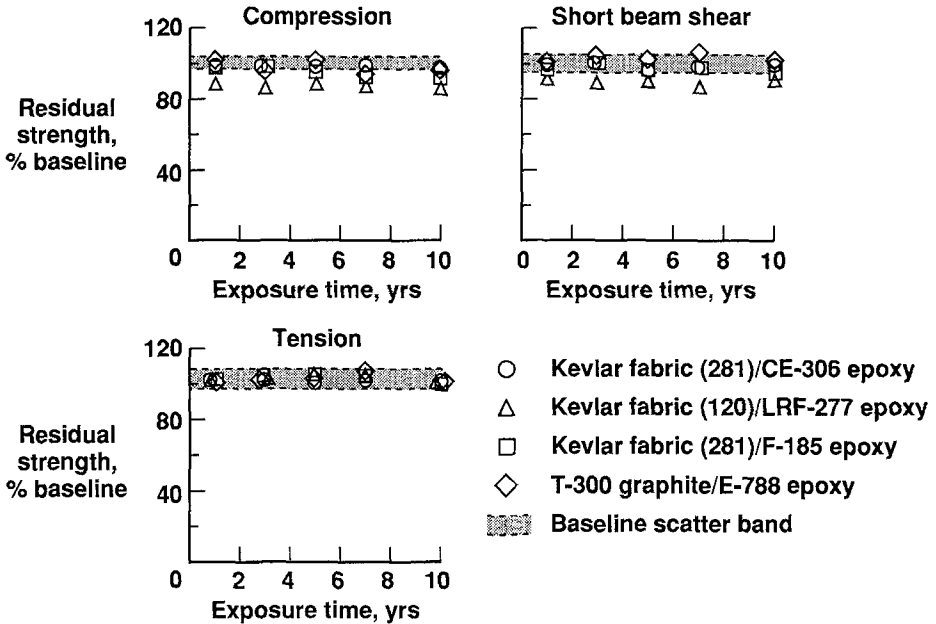 Compression
120
80
40
0
Residual
strength,
% baseline
2 4 6 8 10
Exposure time, yrs
Short beam shear
0 2 4 6 8 10
Exposure time, yrs
Tension
120
80
40
0
Residual
strength,
% baseline
2 4 6 8 10
Exposure time, yrs
Kevlar fabric (281)/CE-306 epoxy
Kevlar fabric (120)/LRF-277 epoxy
Kevlar fabric (281)/F-185 epoxy
T-300 graphite/E-788 epoxy
Baseline scatter band